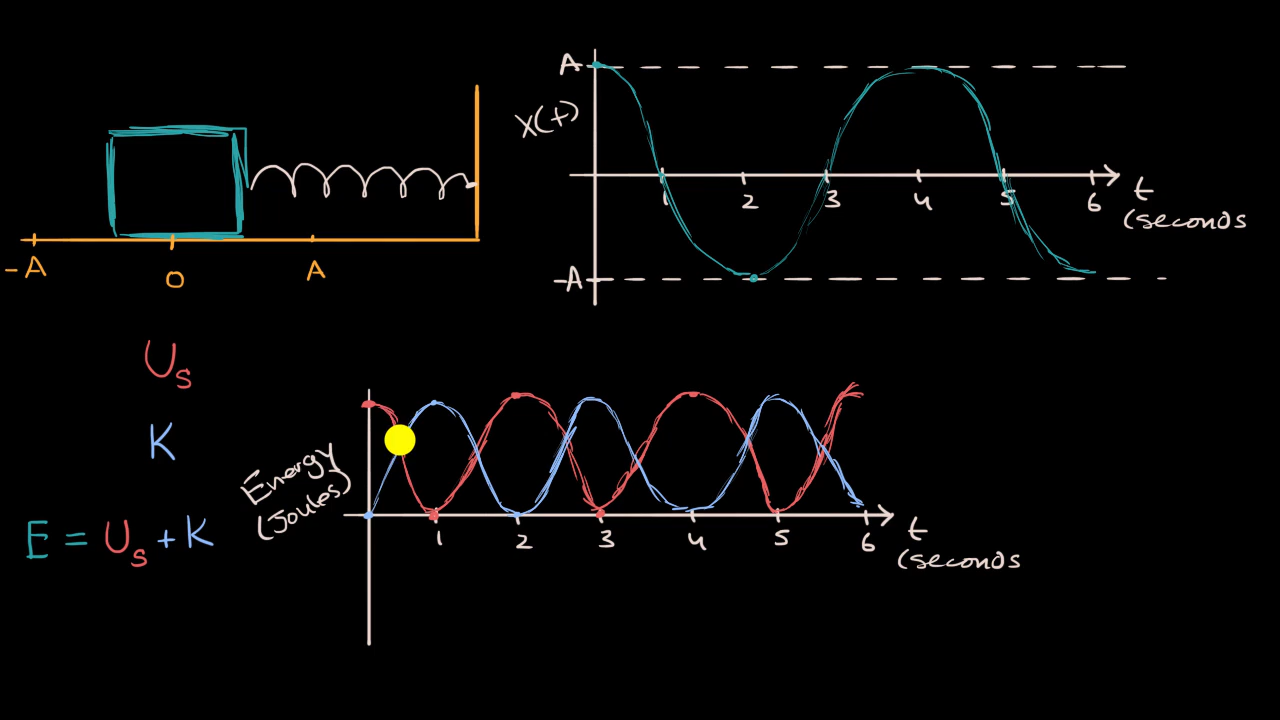 -A 0 A
A
X(t)
-A
1 2 3 4 5 6
t
(seconds
Us
K
E = Us + K
Energy
(Joules)
1 2 3 4 5 6
t
(seconds